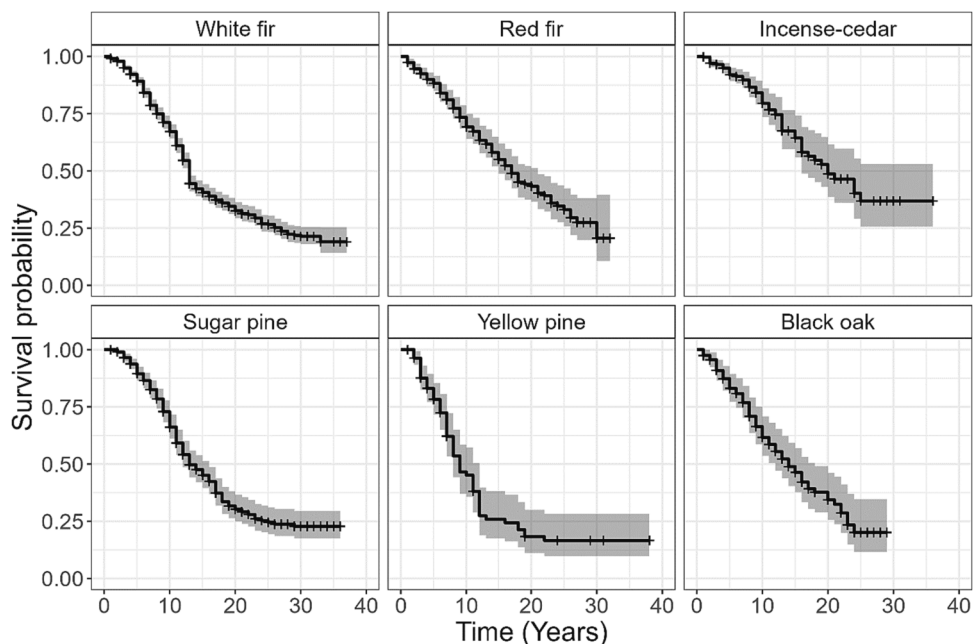 White fir Red fir Incense-cedar
1.00
0.75
0.50
0.25
0.00
Sugar pine Yellow pine Black oak
1.00
0.75
0.50
0.25
0.00
0 10 20 30 40 0 10 20 30 40 0 10 20 30 40
Survival probability
Time (Years)